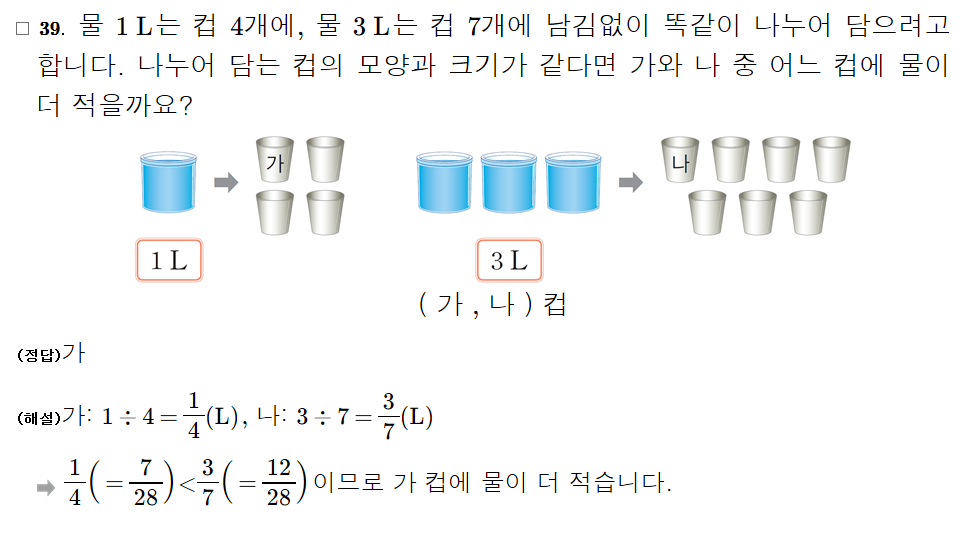 □ 39. 물 1 L는 컵 4개에, 물 3 L는 컵 7개에 남김없이 똑같이 나누어 담으려고
합니다. 나누어 담는 컵의 모양과 크기가 같다면 가와 나 중 어느 컵에 물이
더 적을까요?
가
나
1 L
3 L
( 가 , 나 ) 컵
(정답)가
(해설)가: 1 ÷ 4 = 1/4 (L), 나: 3 ÷ 7 = 3/7 (L)
➡ 1/4 ( = 7/28 ) < 3/7 ( = 12/28 ) 이므로 가 컵에 물이 더 적습니다.